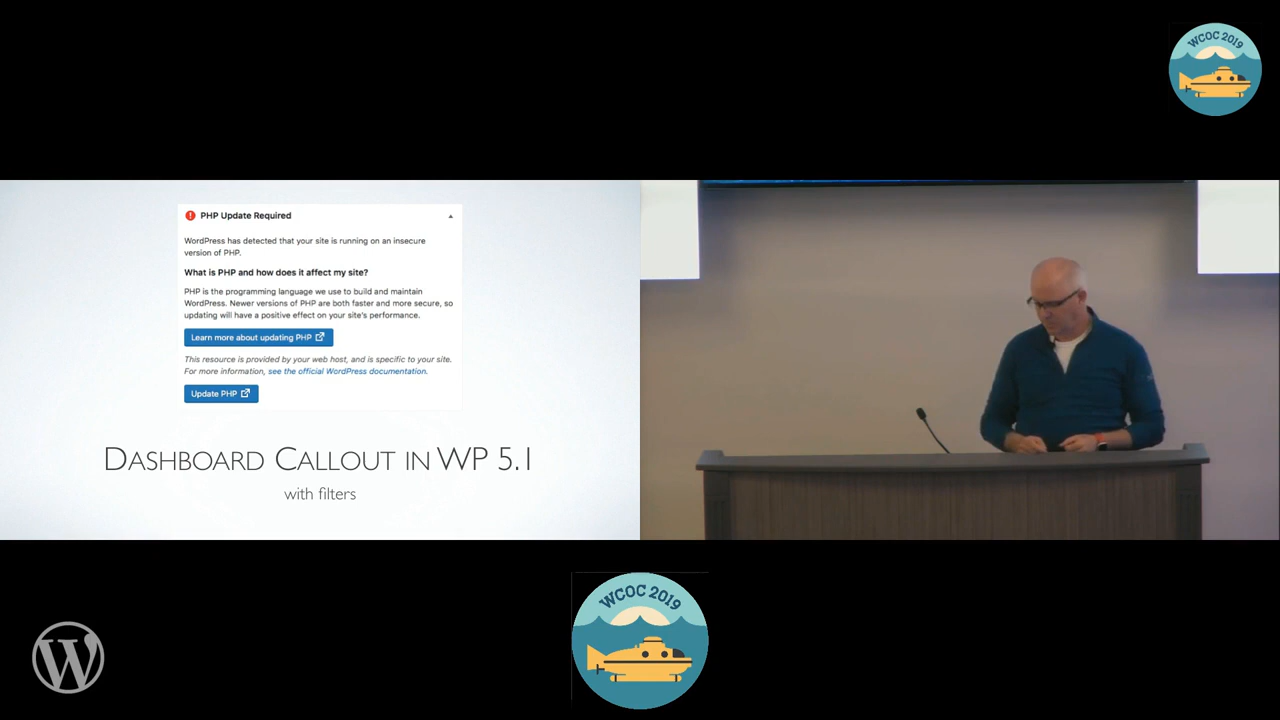 WCOC 2019
PHP Update Required
WordPress has detected that your site is running on an insecure
version of PHP.
What is PHP and how does it affect my site?
PHP is the programming language we use to build and maintain
WordPress. Newer versions of PHP are both faster and more secure, so
updating will have a positive effect on your site's performance.
Learn more about updating PHP
This resource is provided by your web host, and is specific to your site.
For more information, see the official WordPress documentation.
Update PHP
DASHBOARD CALLOUT IN WP 5.1
with filters
WCOC 2019
W